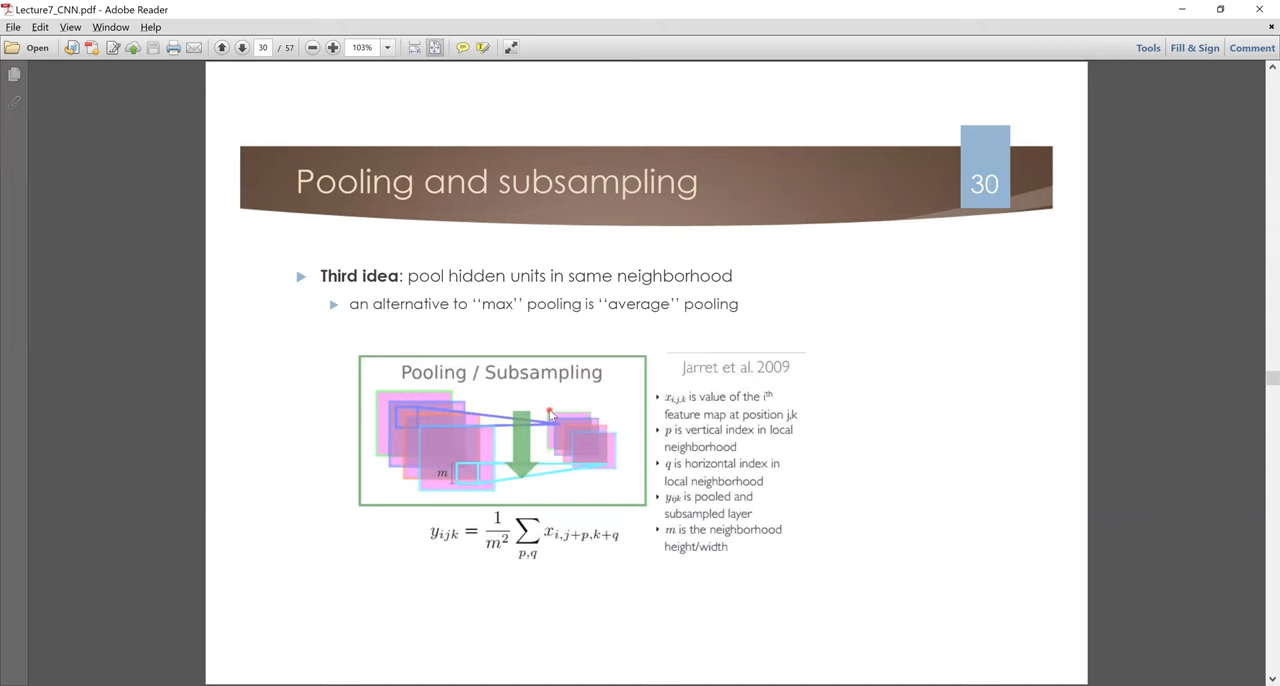 Lecture7_CNN.pdf - Adobe Reader
File Edit View Window Help
Open 30 / 57 103% Tools Fill & Sign Comment
Pooling and subsampling
30
Third idea: pool hidden units in same neighborhood
an alternative to ‘‘max’’ pooling is ‘‘average’’ pooling
Pooling / Subsampling
m
y_{ijk} = \frac{1}{m^2} \sum_{p,q} x_{i,j+p,k+q}
Jarret et al. 2009
x_{i,j,k} is value of the i^{th}
feature map at position j,k
p is vertical index in local
neighborhood
q is horizontal index in
local neighborhood
y_{ijk} is pooled and
subsampled layer
m is the neighborhood
height/width